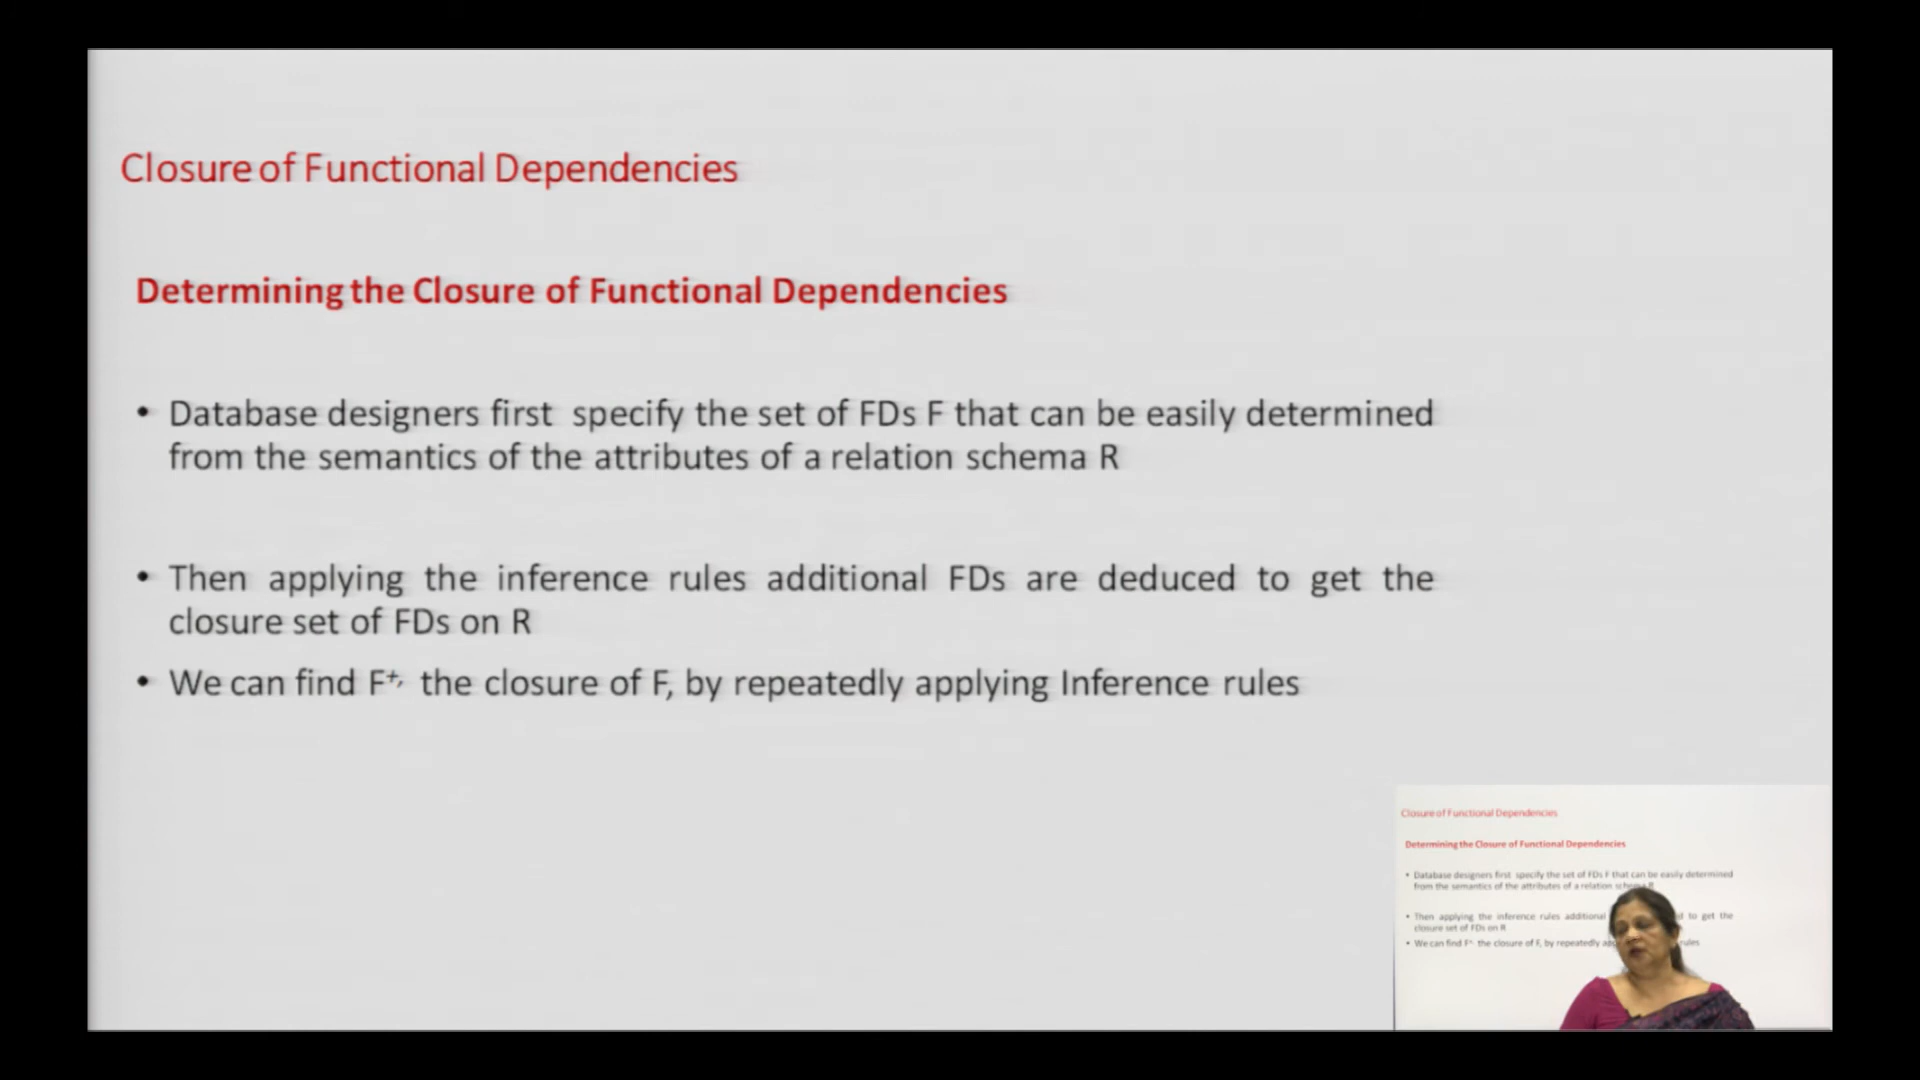 Closure of Functional Dependencies
Determining the Closure of Functional Dependencies
• Database designers first specify the set of FDs F that can be easily determined
from the semantics of the attributes of a relation schema R
• Then applying the inference rules additional FDs are deduced to get the
closure set of FDs on R
• We can find F⁺, the closure of F, by repeatedly applying Inference rules
Closure of Functional Dependencies
Determining the Closure of Functional Dependencies
• Database designers first specify the set of FDs F that can be easily determined
from the semantics of the attributes of a relation
• Then applying the inference rules additional to get the
closure set of FDs on R
• We can find F⁺ the closure of F, by repeatedly rules